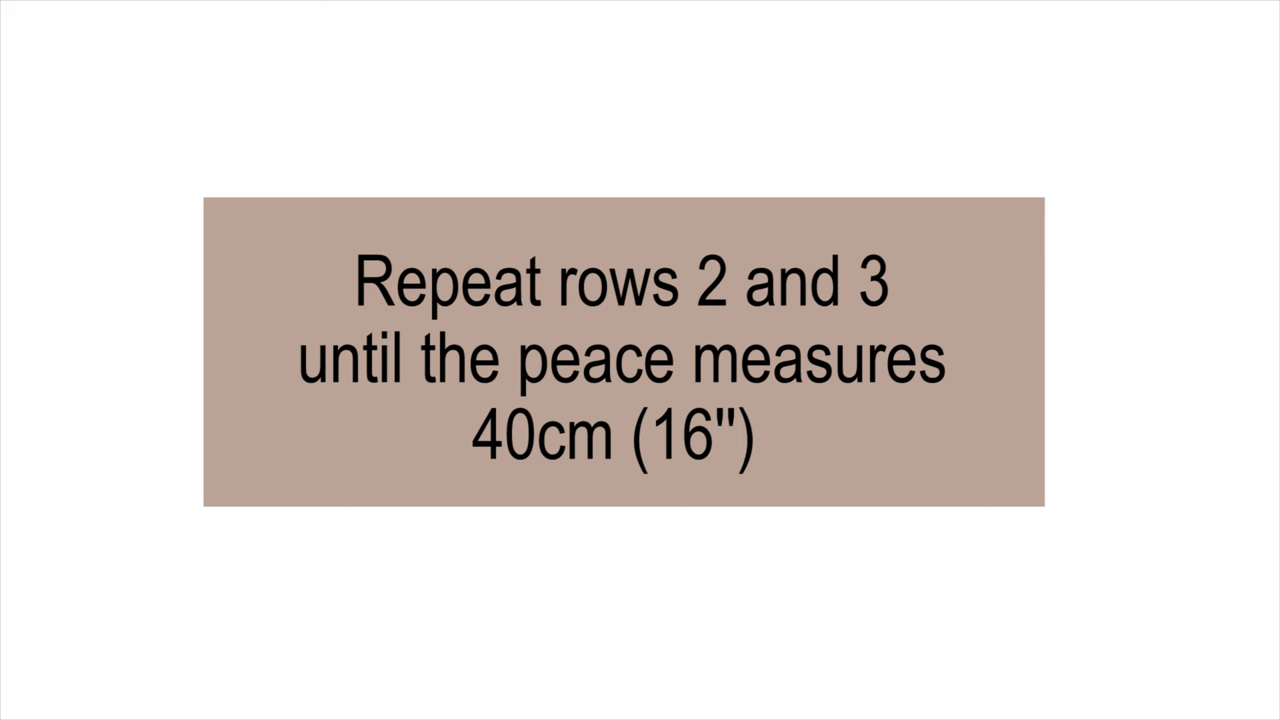 Repeat rows 2 and 3
until the peace measures
40cm (16")